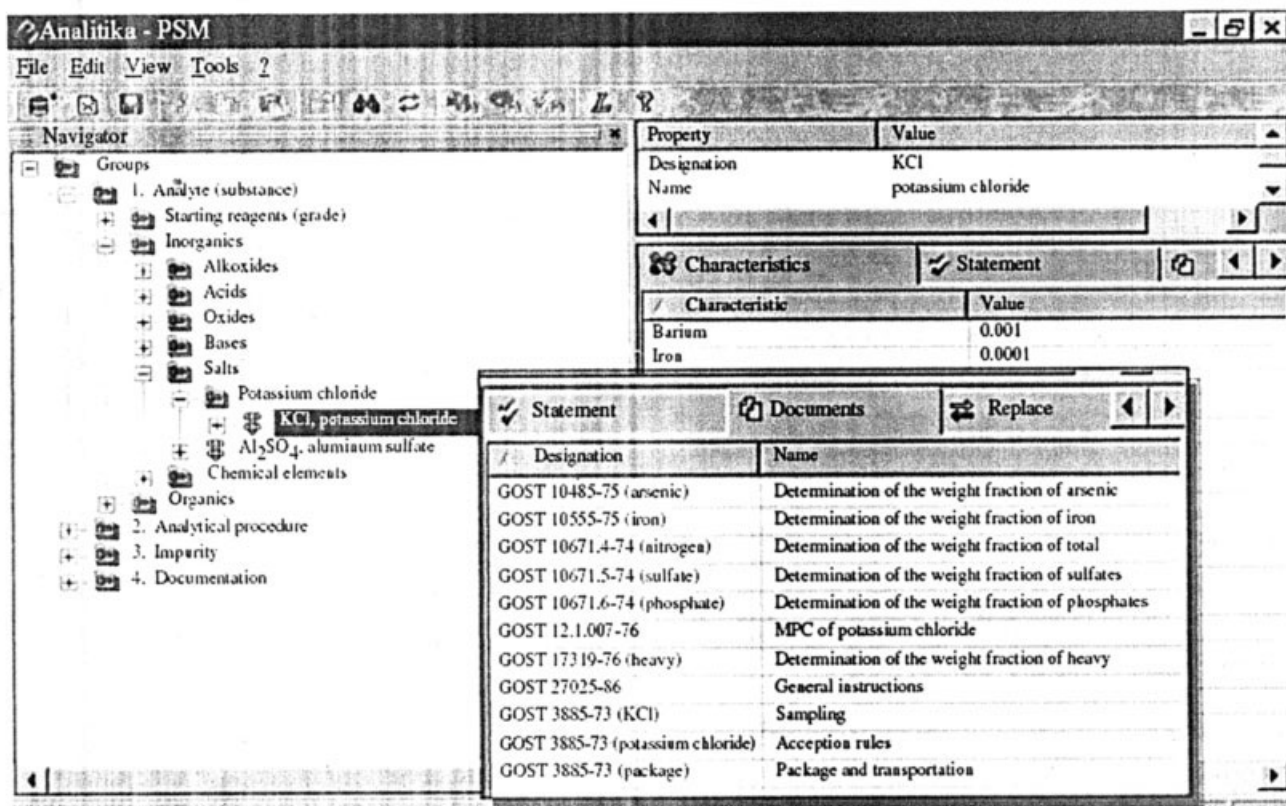 Analitika - PSM
File Edit View Tools ?
Navigator
Groups
1. Analyte (substance)
Starting reagents (grade)
Inorganics
Alkoxides
Acids
Oxides
Bases
Salts
Potassium chloride
KCl, potassium chloride
Al2SO4, aluminum sulfate
Chemical elements
Organics
2. Analytical procedure
3. Impurity
4. Documentation
Property Value
Designation KCl
Name potassium chloride
Characteristics Statement
Characteristic Value
Barium 0.001
Iron 0.0001
Statement Documents Replace
Designation Name
GOST 10485-75 (arsenic) Determination of the weight fraction of arsenic
GOST 10555-75 (iron) Determination of the weight fraction of iron
GOST 10671.4-74 (nitrogen) Determination of the weight fraction of total
GOST 10671.5-74 (sulfate) Determination of the weight fraction of sulfates
GOST 10671.6-74 (phosphate) Determination of the weight fraction of phosphates
GOST 12.1.007-76 MPC of potassium chloride
GOST 17319-76 (heavy) Determination of the weight fraction of heavy
GOST 27025-86 General instructions
GOST 3885-73 (KCl) Sampling
GOST 3885-73 (potassium chloride) Acception rules
GOST 3885-73 (package) Package and transportation